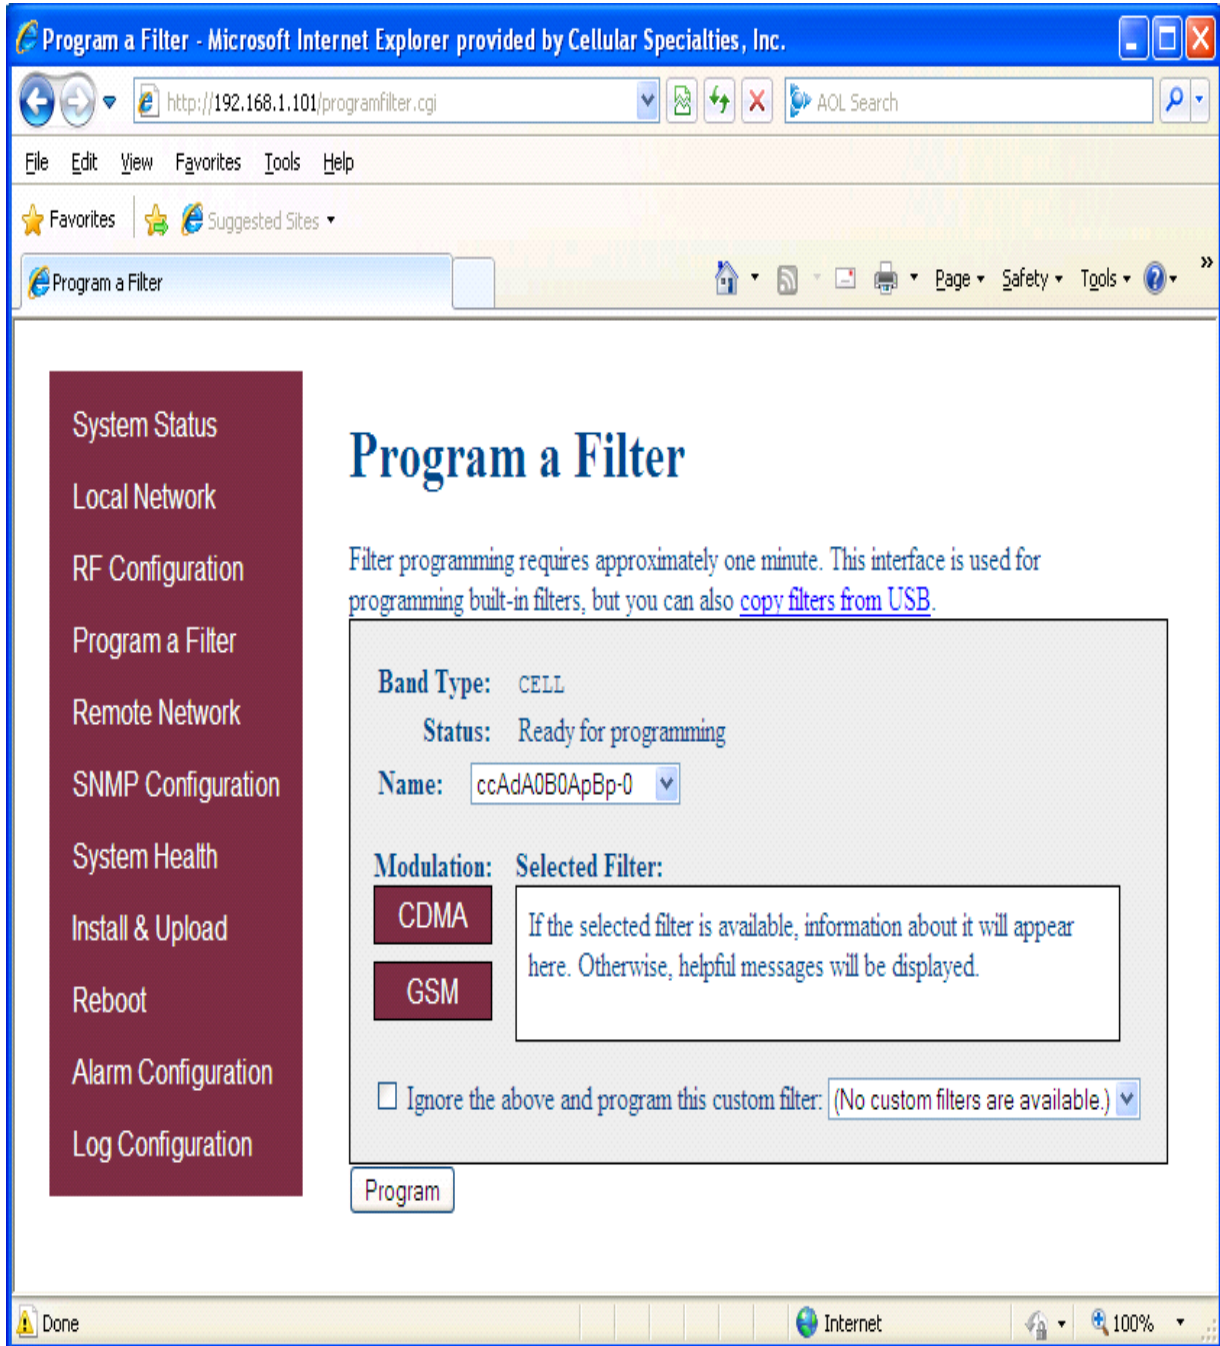 Program a Filter - Microsoft Internet Explorer provided by Cellular Specialties, Inc.
http://192.168.1.101/programfilter.cgi
AOL Search
File Edit View Favorites Tools Help
Favorites Suggested Sites
Program a Filter
Page Safety Tools »
System Status
Local Network
RF Configuration
Program a Filter
Remote Network
SNMP Configuration
System Health
Install & Upload
Reboot
Alarm Configuration
Log Configuration
Program a Filter
Filter programming requires approximately one minute. This interface is used for
programming built-in filters, but you can also copy filters from USB.
Band Type: CELL
Status: Ready for programming
Name: ccAdA0B0ApBp-0
Modulation: Selected Filter:
CDMA
GSM
If the selected filter is available, information about it will appear
here. Otherwise, helpful messages will be displayed.
Ignore the above and program this custom filter: (No custom filters are available.)
Program
Done Internet 100%